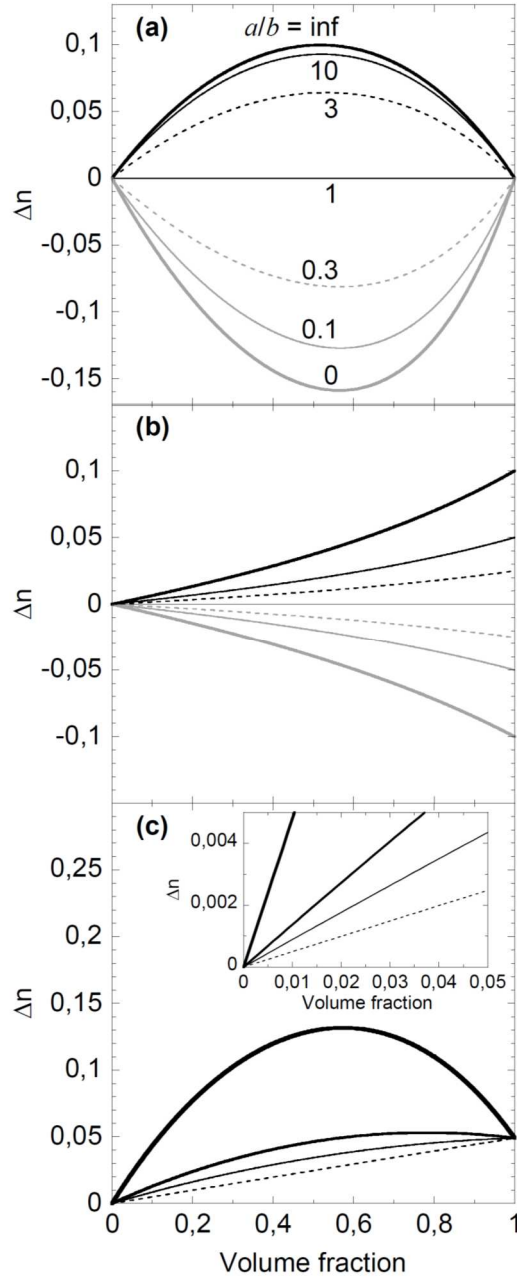 (a)
a/b = inf
10
3
1
0.3
0.1
0
0,1
0,05
0
-0,05
-0,1
-0,15
Δn
(b)
0,1
0,05
0
-0,05
-0,1
Δn
(c)
0,004
0,002
0
Δn
0 0,01 0,02 0,03 0,04 0,05
Volume fraction
0,25
0,2
0,15
0,1
0,05
0
Δn
0 0,2 0,4 0,6 0,8 1
Volume fraction